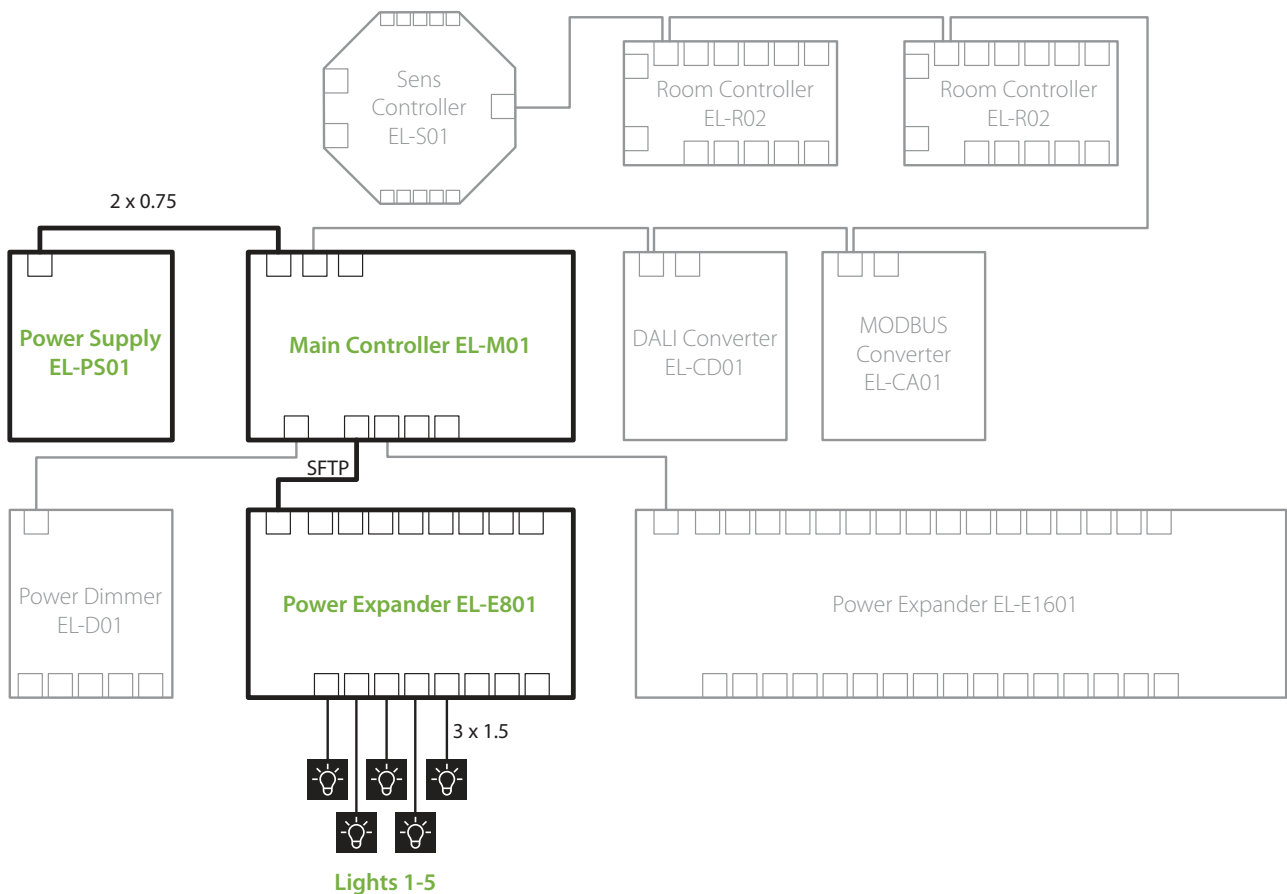 Sens
Controller
EL-S01
Room Controller
EL-R02
Room Controller
EL-R02
2 x 0.75
Power Supply
EL-PS01
Main Controller EL-M01
DALI Converter
EL-CD01
MODBUS
Converter
EL-CA01
SFTP
Power Dimmer
EL-D01
Power Expander EL-E801
Power Expander EL-E1601
3 x 1.5
Lights 1-5